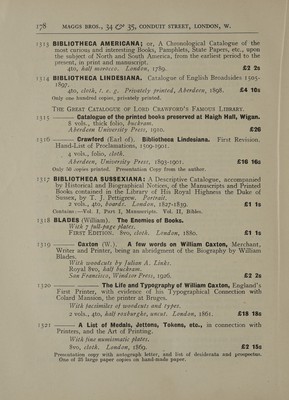 178 MAGGS BROS., 34 & 35, CONDUIT STREET, LONDON, W.
1313 BIBLIOTHECA AMERICANA; or, A Chronological Catalogue of the
most curious and interesting Books, Pamphlets, State Papers, etc., upon
the subject of North and South America, from the earliest period to the
present, in print and manuscript.
4to, half morocco. London, 1789. £2 2s
1314 BIBLIOTHECA LINDESIANA. Catalogue of English Broadsides 1505-
1897.
4to, cloth, t. e. g. Privately printed, Aberdeen, 1898. £4 10s
Only one hundred copies, privately printed.
THE GREAT CATALOGUE OF LORD CRAWFORD'S FAMOUS LIBRARY.
1315 ——— Catalogue of the printed books preserved at Haigh Hall, Wigan.
8 vols., thick folio, buckram.
Aberdeen University Press, 1910. £26
1316 ——— Crawford (Earl of). Bibliotheca Lindesiana. First Revision,
Hand-List of Proclamations, 1509-1901.
vols., folio, cloth.
Aberdeen, University Press, 1893-1901. £16 16s
Only 50 copies printed. Presentation Copy from the author.
1317 BIBLIOTHECA SUSSEXIANA: A Descriptive Catalogue, accompanied
by Historical and Biographical Notices, of the Manuscripts and Printed
Books contained in the Library of His Royal Highness the Duke of
Sussex, by T. J. Pettigrew. Portrait.
2 vols., 4to, boards. London, 1827-1839. £1 1s
Contains:—Vol. I, Part I, Manuscripts. Vol. II, Bibles.
1318 BLADES (William). The Enemies of Books.
With 7 full-page plates.
FIRST EDITION. 8vo, cloth. London, 1880. £1 1s
1319 ——— Caxton (W.). A few words on William Caxton, Merchant,
Writer and Printer, being an abridgment of the Biography by William
Blades.
With woodcuts by Julian A. Links.
Royal 8vo, half buckram.
San Francisco, Windsor Press, 1926. £2 2s
1320 ——— The Life and Typography of William Caxton, England's
First Printer, with evidence of his Typographical Connection with
Colard Mansion, the printer at Bruges.
With facsimiles of woodcuts and types.
2 vols., 4to, half roxburghe, uncut. London, 1861. £18 18s
1321 ——— A List of Medals, Jettons, Tokens, etc., in connection with
Printers, and the Art of Printing.
With fine numismatic plates.
8vo, cloth. London, 1869. £2 15s
Presentation copy with autograph letter, and list of desiderata and prospectus.
One of 25 large paper copies on hand-made paper.